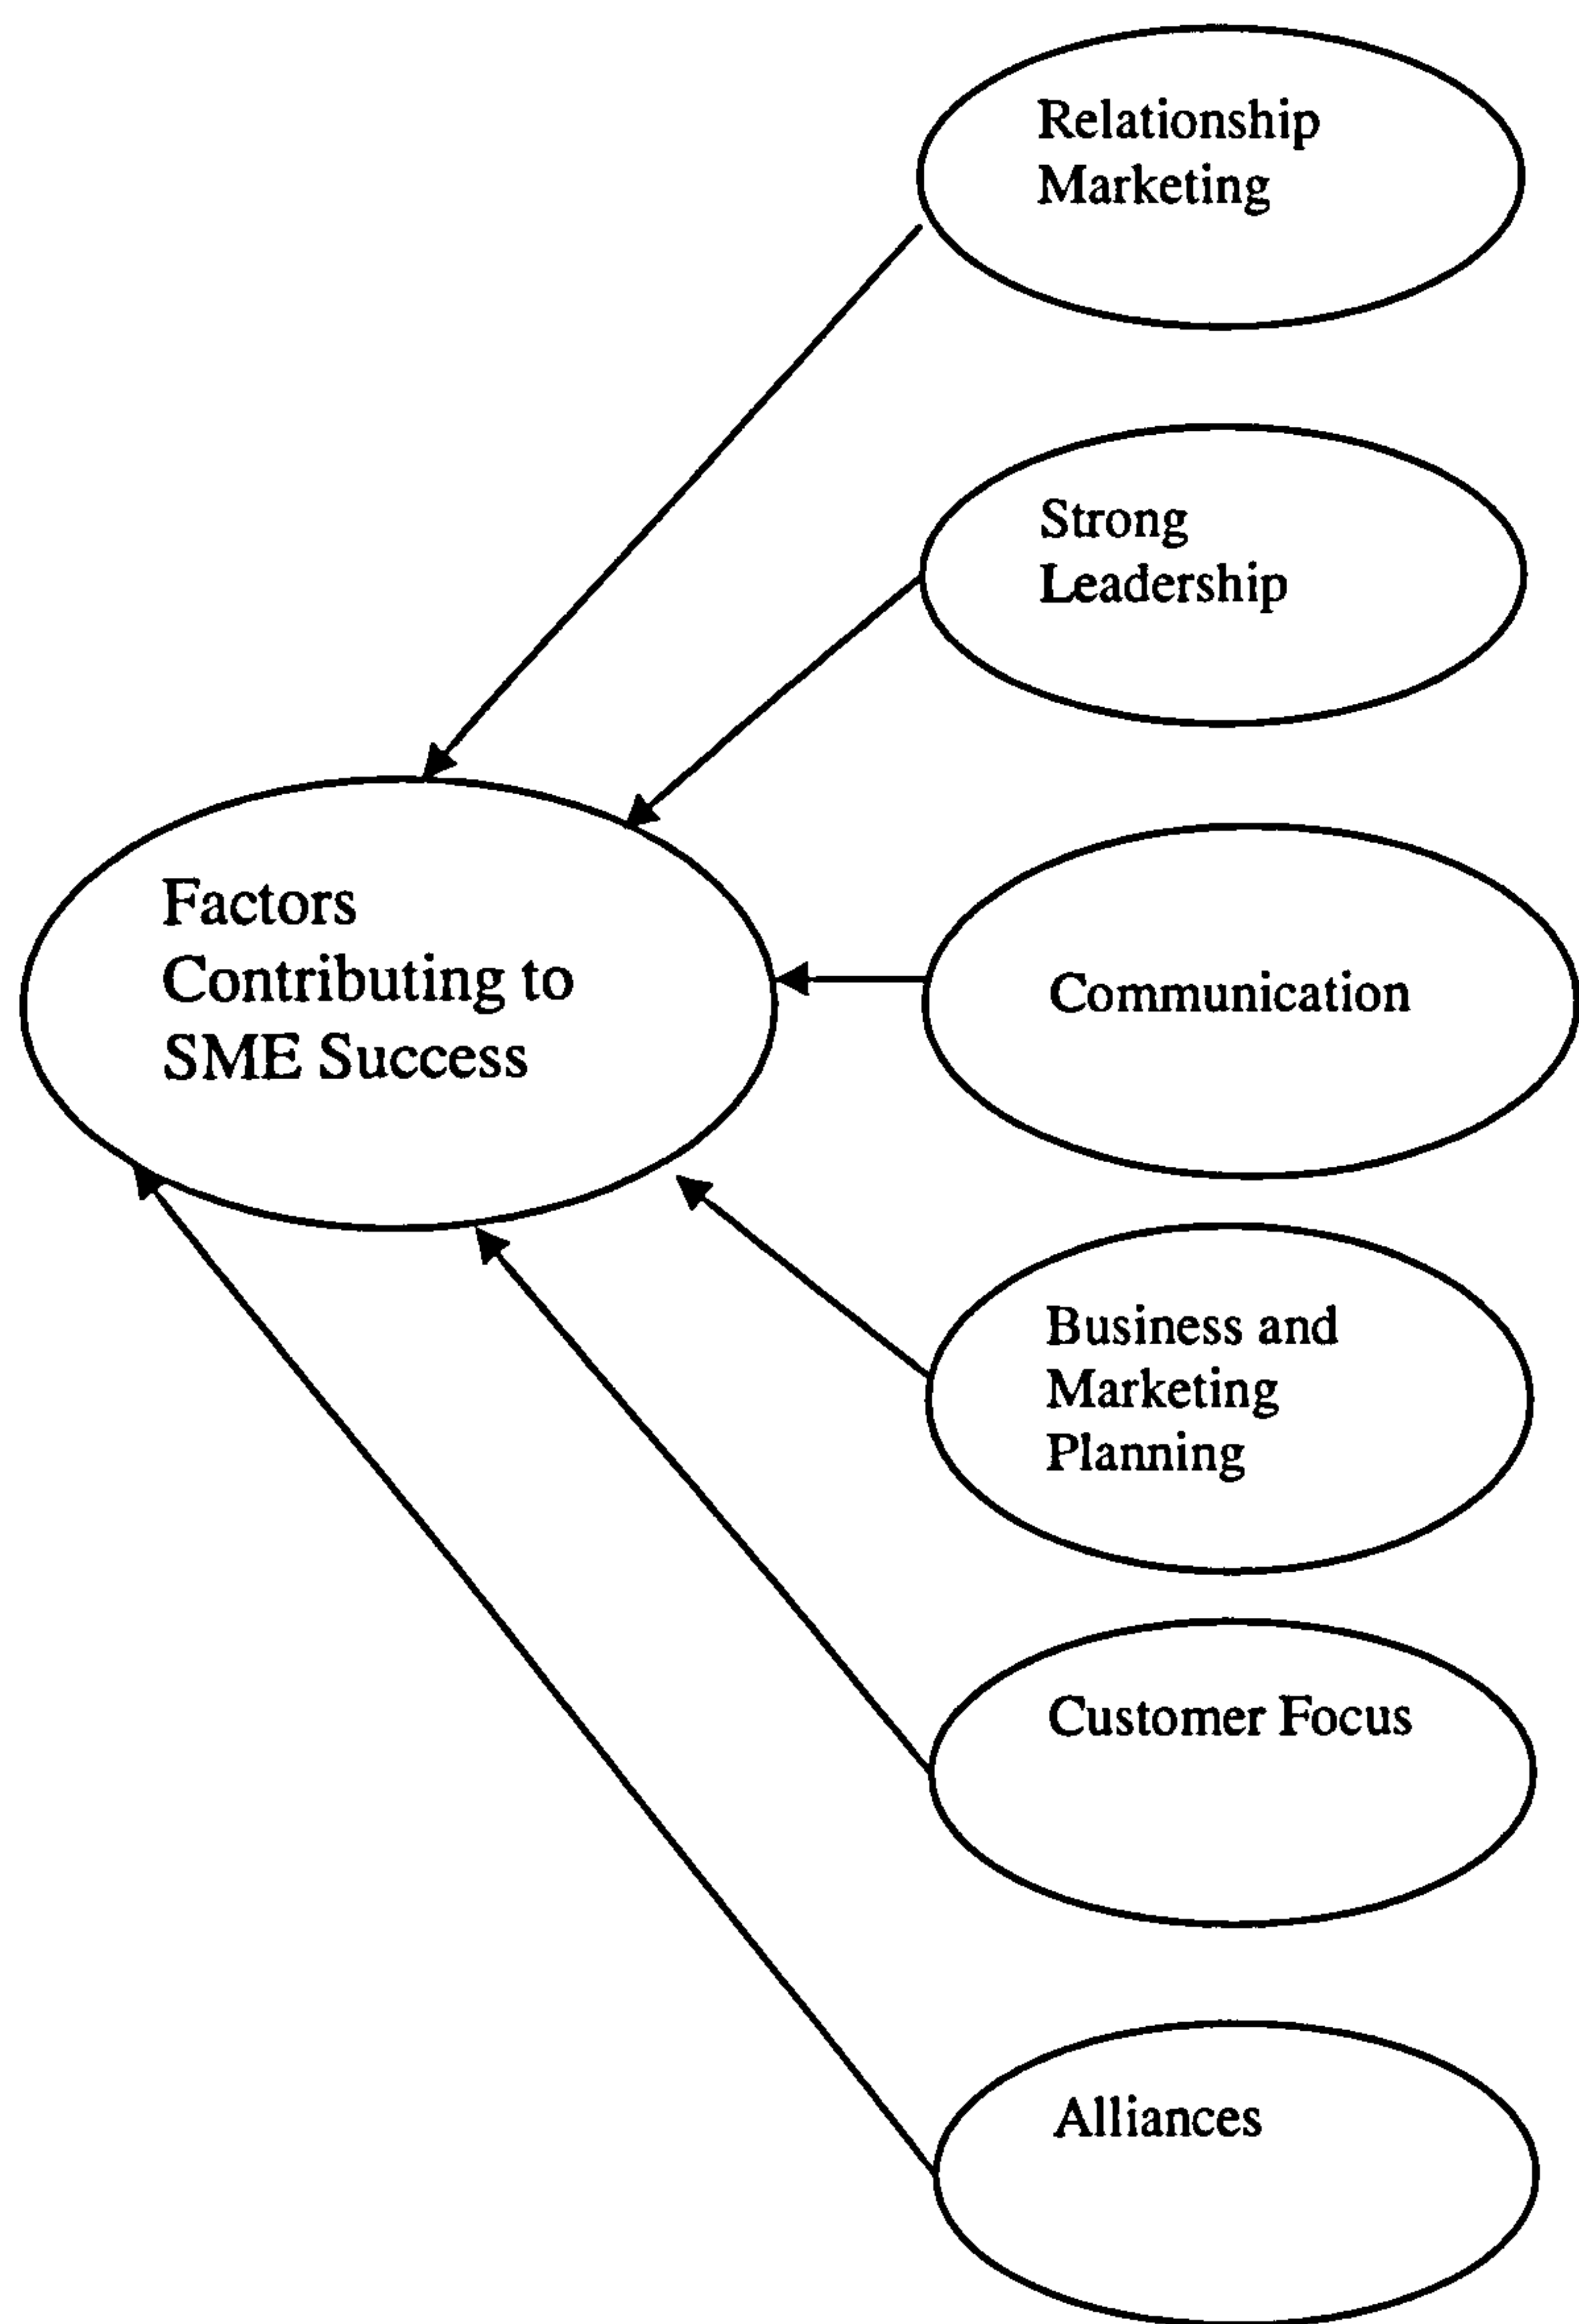 Relationship
Marketing
Strong
Leadership
Factors
Contributing to
SME Success
Communication
Business and
Marketing
Planning
Customer Focus
Alliances